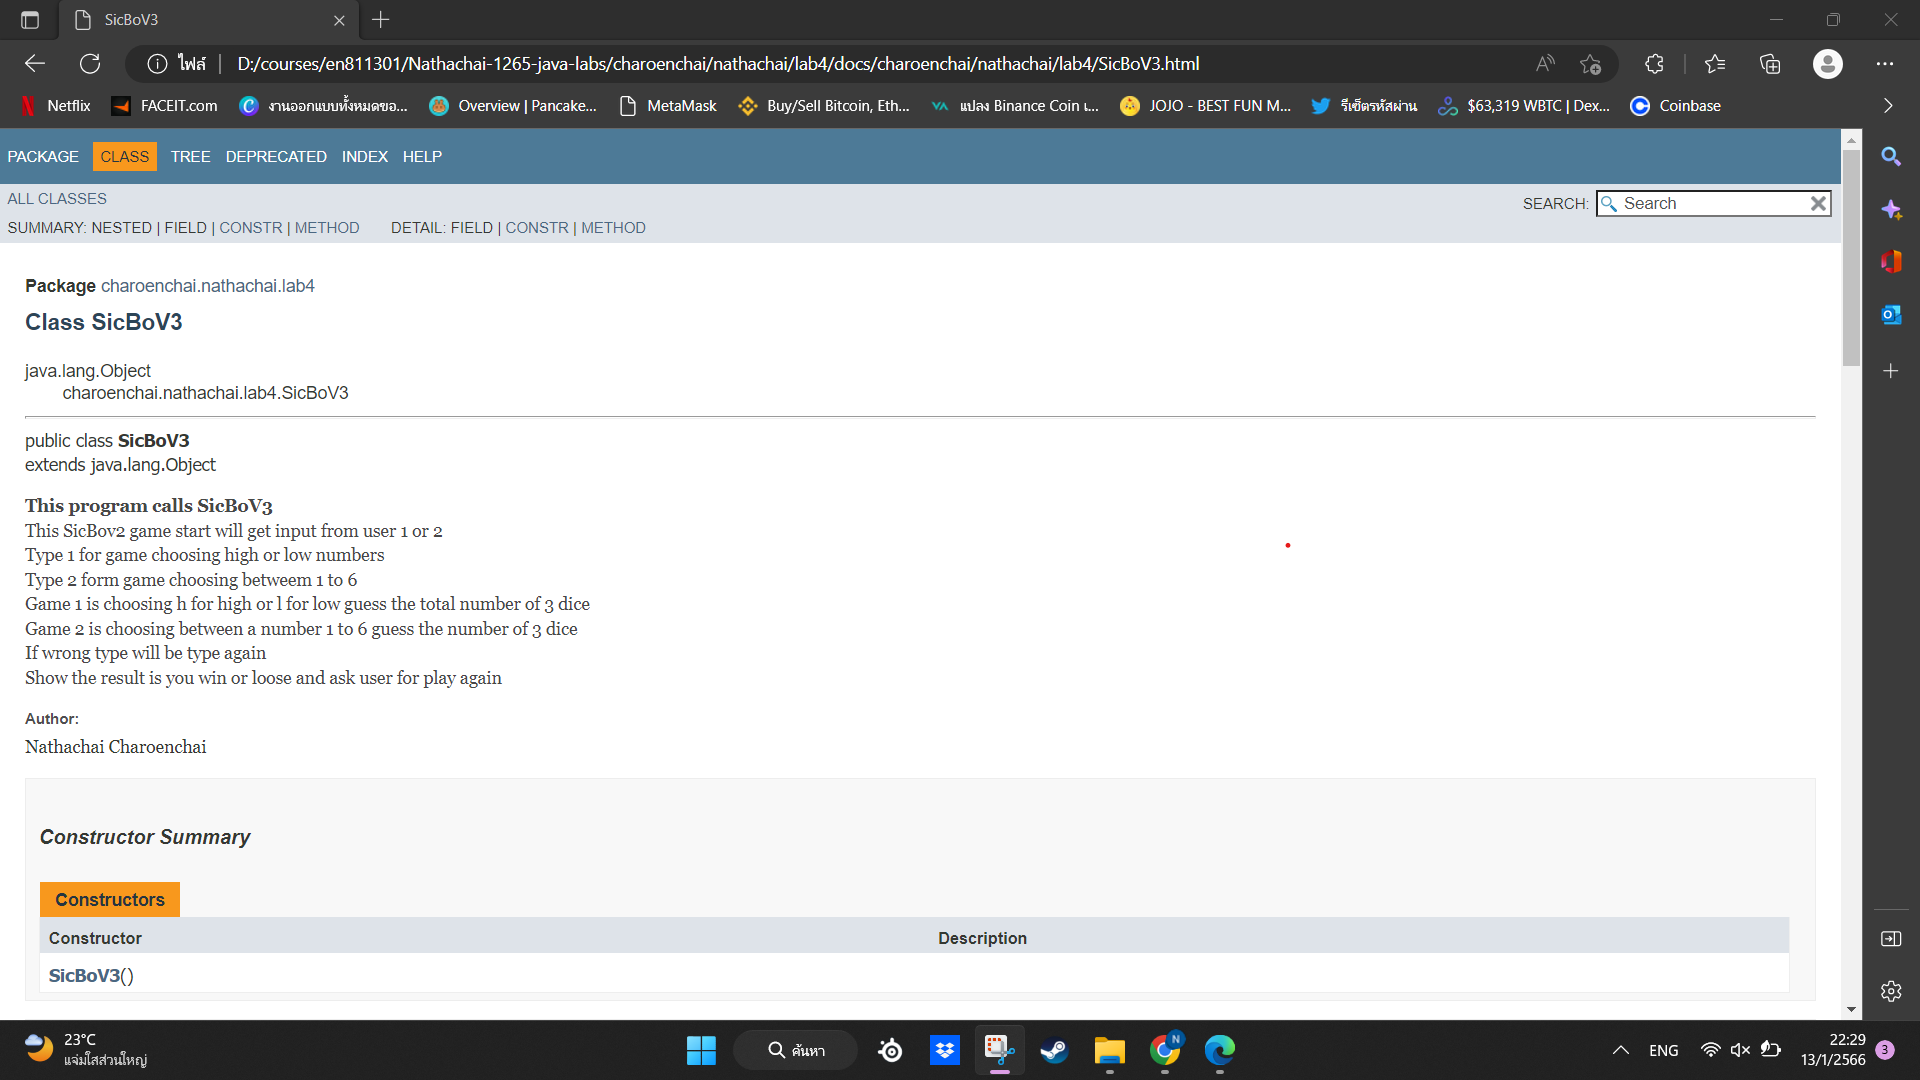 SicBoV3
ไฟล์
D:/courses/en811301/Nathachai-1265-java-labs/charoenchai/nathachai/lab4/docs/charoenchai/nathachai/lab4/SicBoV3.html
Netflix
FACEIT.com
งานออกแบบทั้งหมดขอ...
Overview | Pancake...
MetaMask
Buy/Sell Bitcoin, Eth...
แปลง Binance Coin เ...
JOJO - BEST FUN M...
รีเซ็ตรหัสผ่าน
$63,319 WBTC | Dex...
Coinbase
PACKAGE CLASS TREE DEPRECATED INDEX HELP
ALL CLASSES
SEARCH: Search
SUMMARY: NESTED | FIELD | CONSTR | METHOD DETAIL: FIELD | CONSTR | METHOD
Package charoenchai.nathachai.lab4
Class SicBoV3
java.lang.Object
charoenchai.nathachai.lab4.SicBoV3
public class SicBoV3
extends java.lang.Object
This program calls SicBoV3
This SicBov2 game start will get input from user 1 or 2
Type 1 for game choosing high or low numbers
Type 2 form game choosing betweem 1 to 6
Game 1 is choosing h for high or l for low guess the total number of 3 dice
Game 2 is choosing between a number 1 to 6 guess the number of 3 dice
If wrong type will be type again
Show the result is you win or loose and ask user for play again
Author:
Nathachai Charoenchai
Constructor Summary
Constructors
Constructor Description
SicBoV3()
23°C
แจ่มใสส่วนใหญ่
ค้นหา
N
ENG
22:29
13/1/2566
3